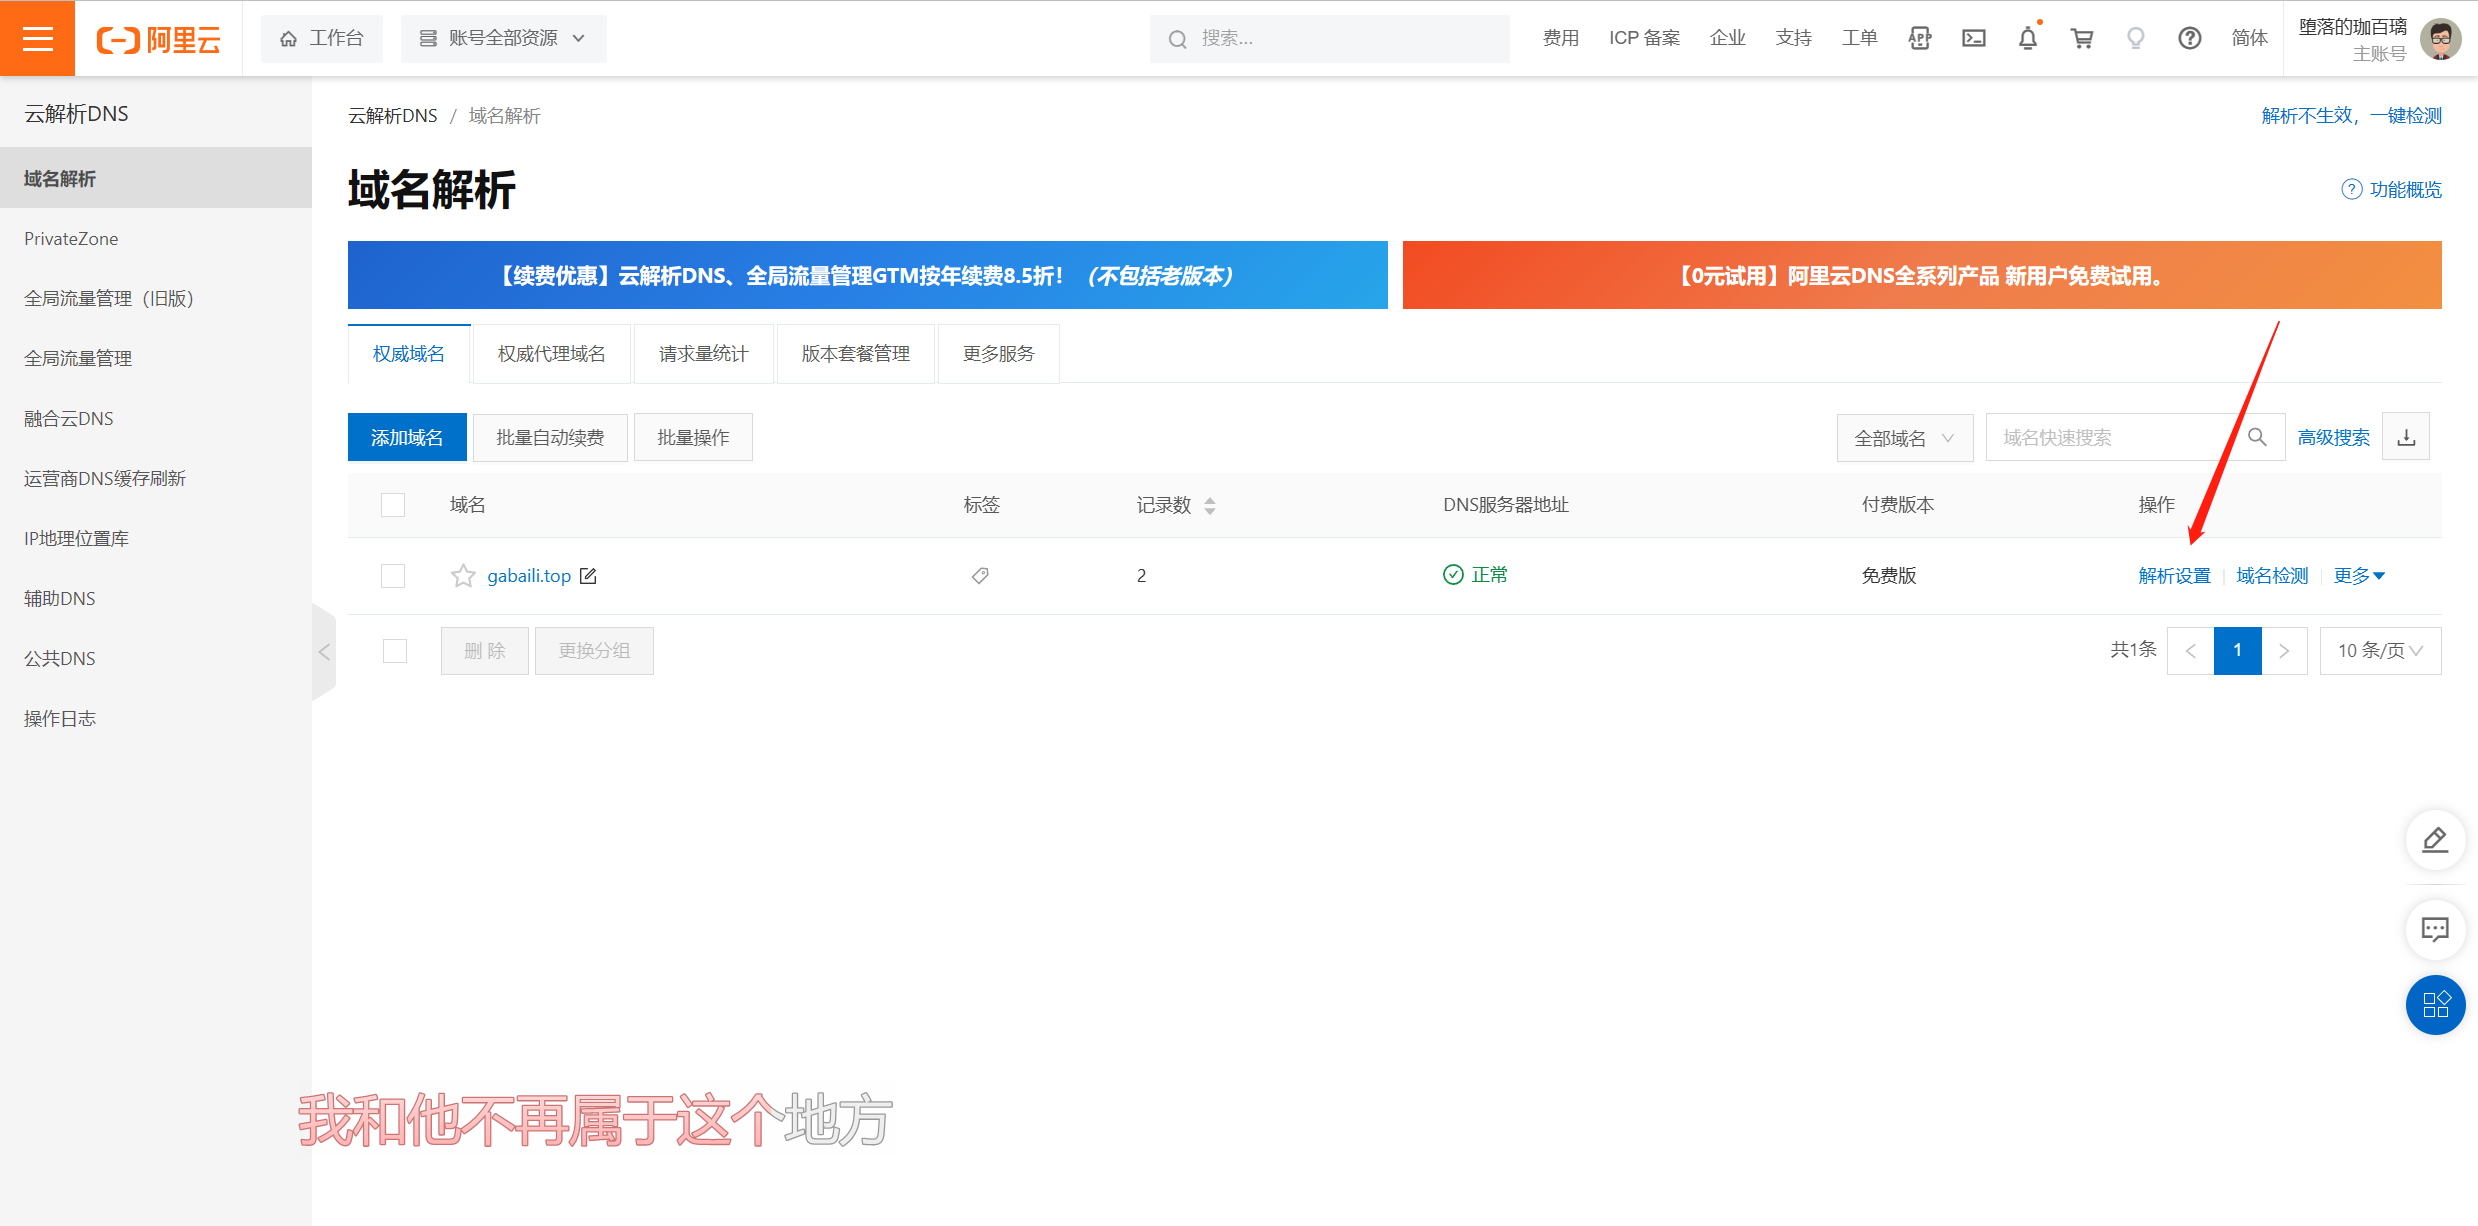 阿里云
工作台
账号全部资源
搜索...
费用
ICP 备案
企业
支持
工单
简体
堕落的珈百璃
主账号
云解析DNS
域名解析
PrivateZone
全局流量管理（旧版）
全局流量管理
融合云DNS
运营商DNS缓存刷新
IP地理位置库
辅助DNS
公共DNS
操作日志
云解析DNS / 域名解析
解析不生效，一键检测
域名解析
功能概览
【续费优惠】云解析DNS、全局流量管理GTM按年续费8.5折！（不包括老版本）
【0元试用】阿里云DNS全系列产品 新用户免费试用。
权威域名
权威代理域名
请求量统计
版本套餐管理
更多服务
添加域名
批量自动续费
批量操作
全部域名
域名快速搜索
高级搜索
域名 标签 记录数 DNS服务器地址 付费版本 操作
gabaili.top 2 正常 免费版 解析设置 域名检测 更多
删 除
更换分组
共1条
1
10 条/页
我和他不再属于这个地方